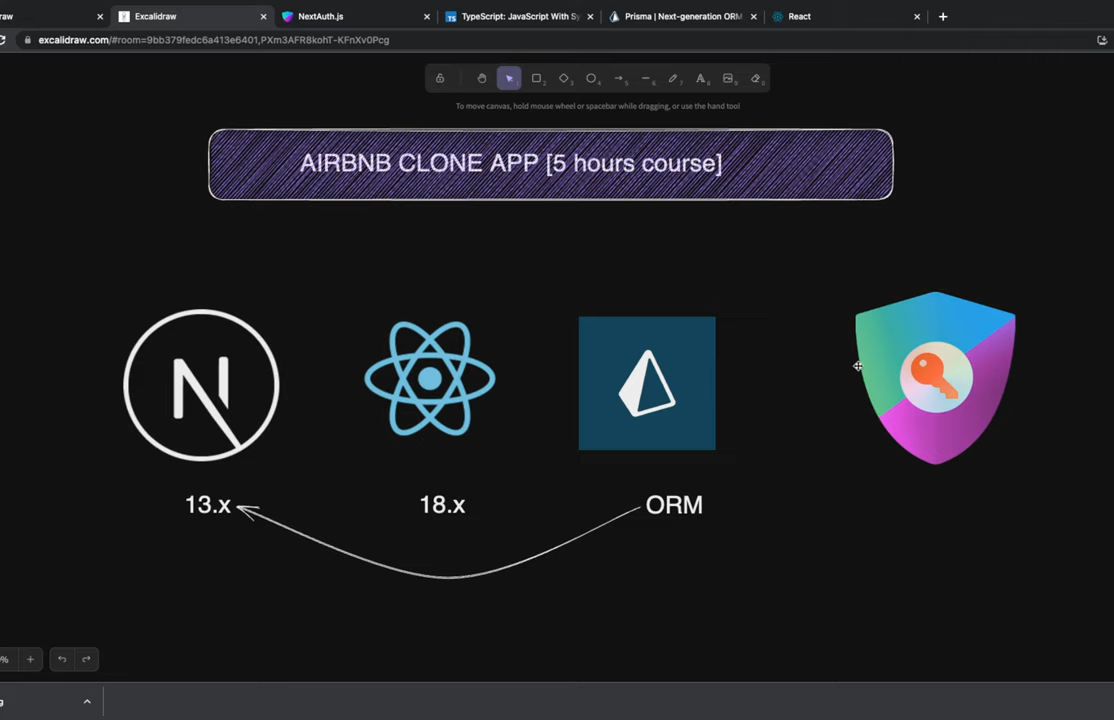 Excalidraw
NextAuth.js
TypeScript: JavaScript With Sy
Prisma | Next-generation ORM
React
excalidraw.com/#room=9bb379fedc6a413e6401,PXm3AFR8kohT-KFnXv0Pcg
To move canvas, hold mouse wheel or spacebar while dragging, or use the hand tool
AIRBNB CLONE APP [5 hours course]
13.x
18.x
ORM